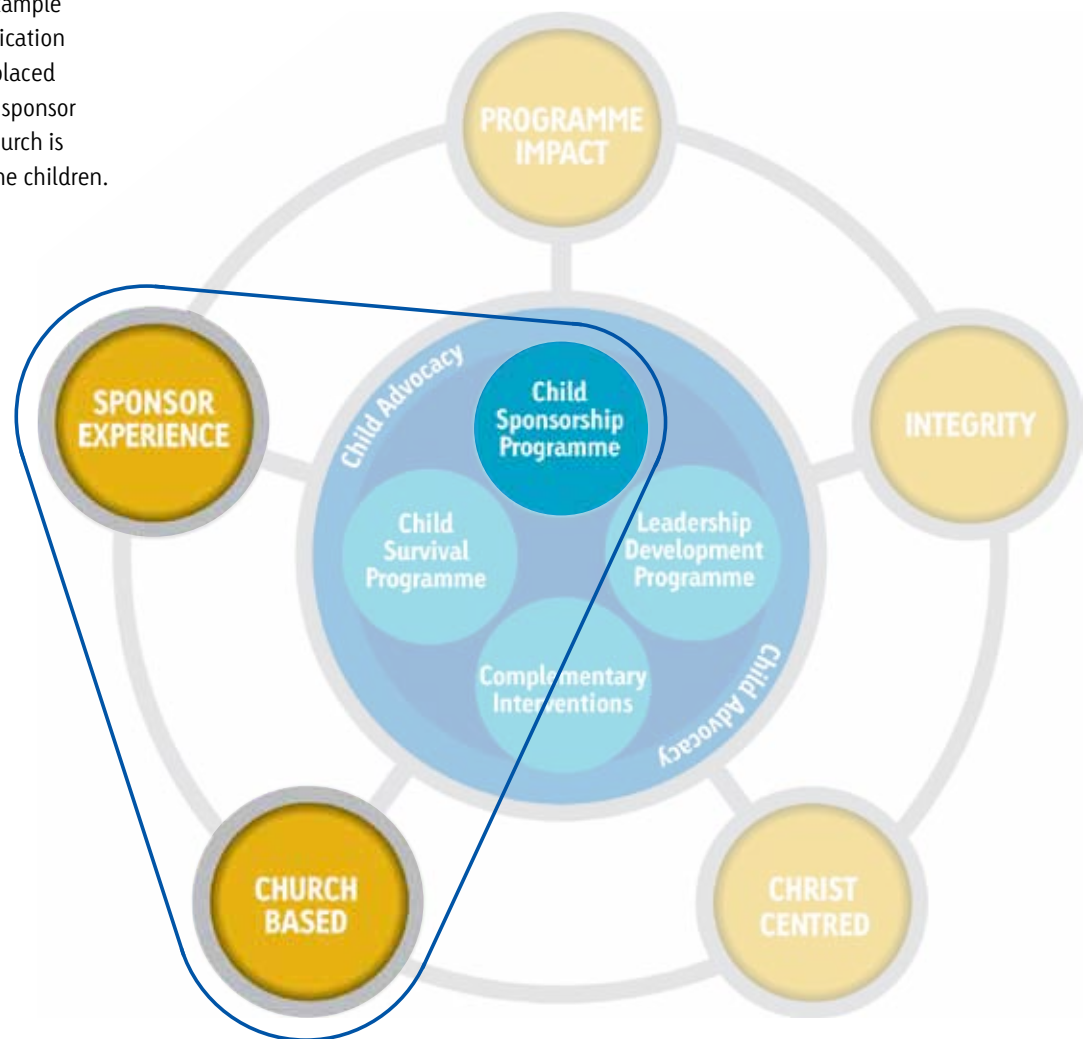 ample
ication
placed
sponsor
urch is
he children.
PROGRAMME
IMPACT
SPONSOR
EXPERIENCE
Child Advocacy
Child
Sponsorship
Programme
INTEGRITY
Child
Survival
Programme
Leadership
Development
Programme
Complementary
Interventions
Child Advocacy
CHURCH
BASED
CHRIST
CENTRED